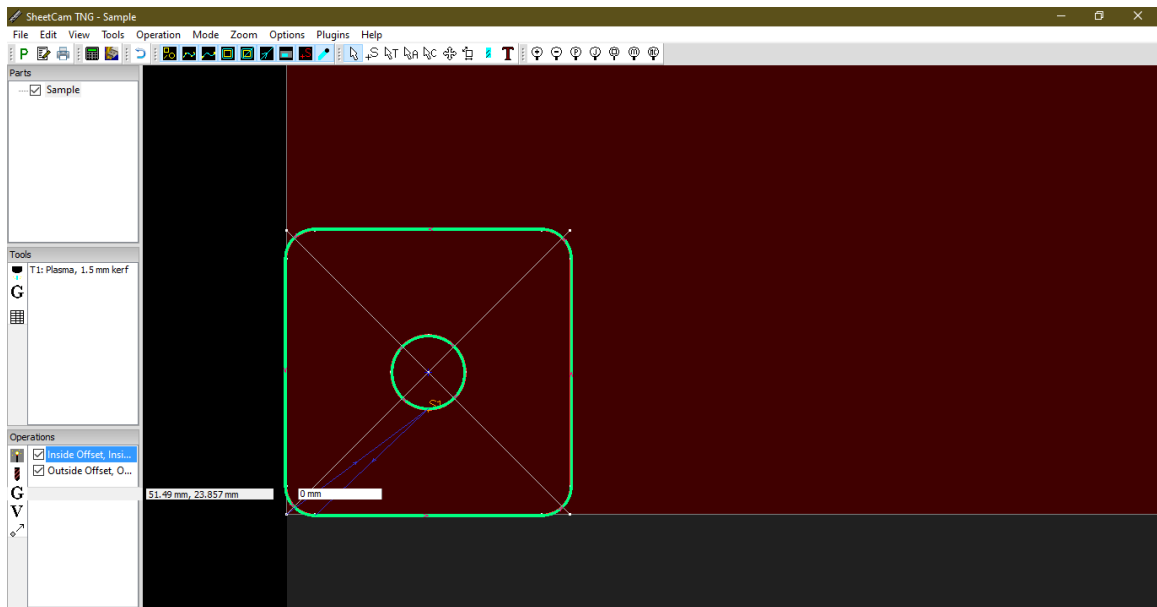 SheetCam TNG - Sample
File Edit View Tools Operation Mode Zoom Options Plugins Help
P +S T A C T P J
Parts
Sample
Tools
T1: Plasma, 1.5 mm kerf
G
S1
Operations
Inside Offset, Insi...
Outside Offset, O...
G
51.49 mm, 23.857 mm 0 mm
V